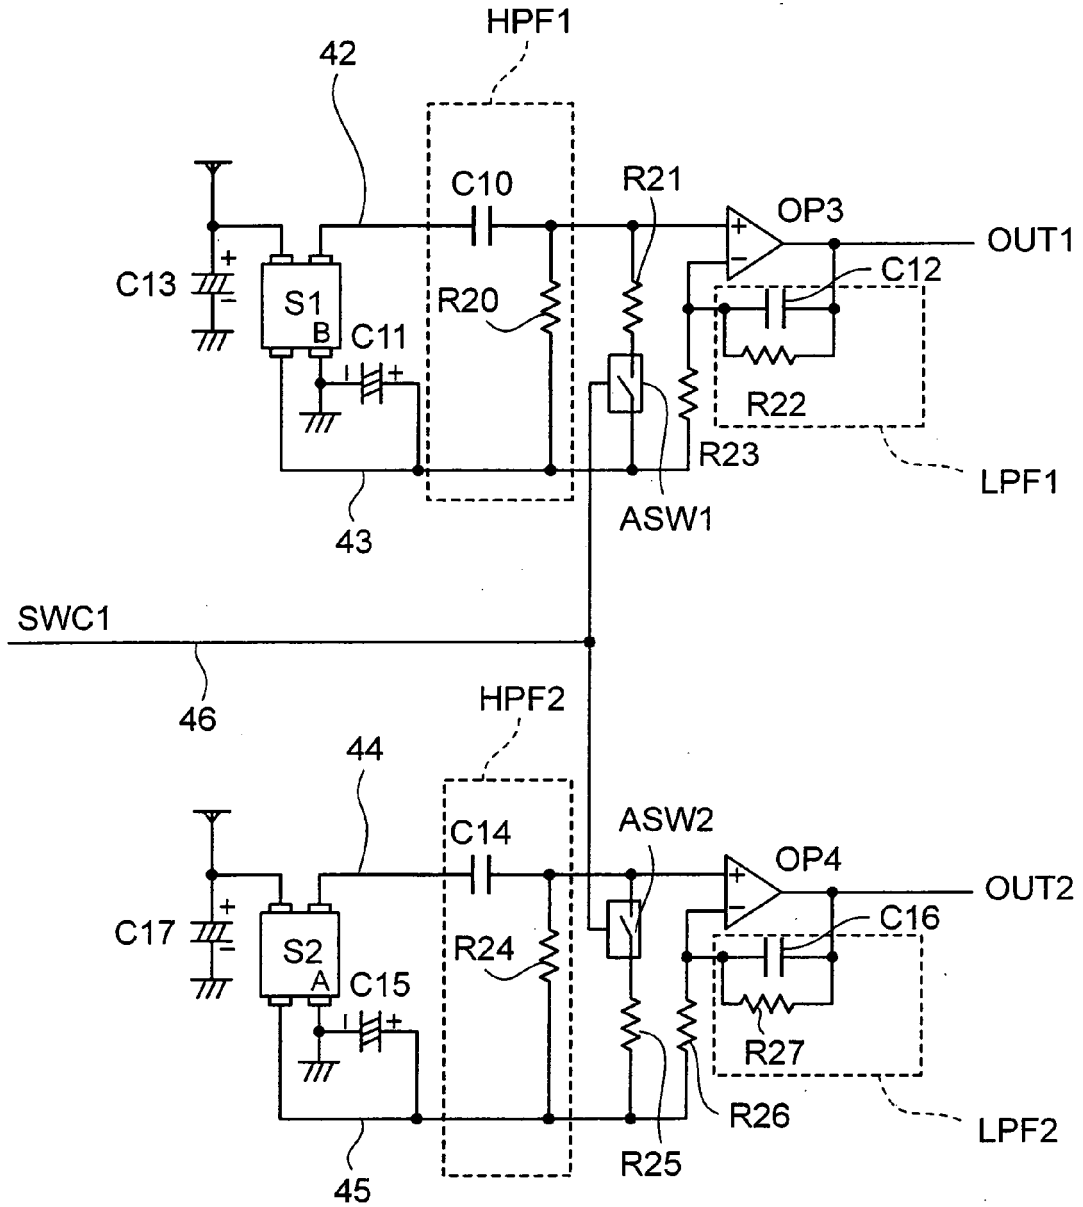 HPF1
42
C10
R21
OP3
OUT1
C13
+
−
S1
B
R20
C11
− +
+
−
C12
R22
R23
LPF1
43
ASW1
SWC1
46
HPF2
44
C14
ASW2
OP4
OUT2
C17
+
−
S2
A
R24
C15
− +
+
−
C16
R27
R26
LPF2
45
R25